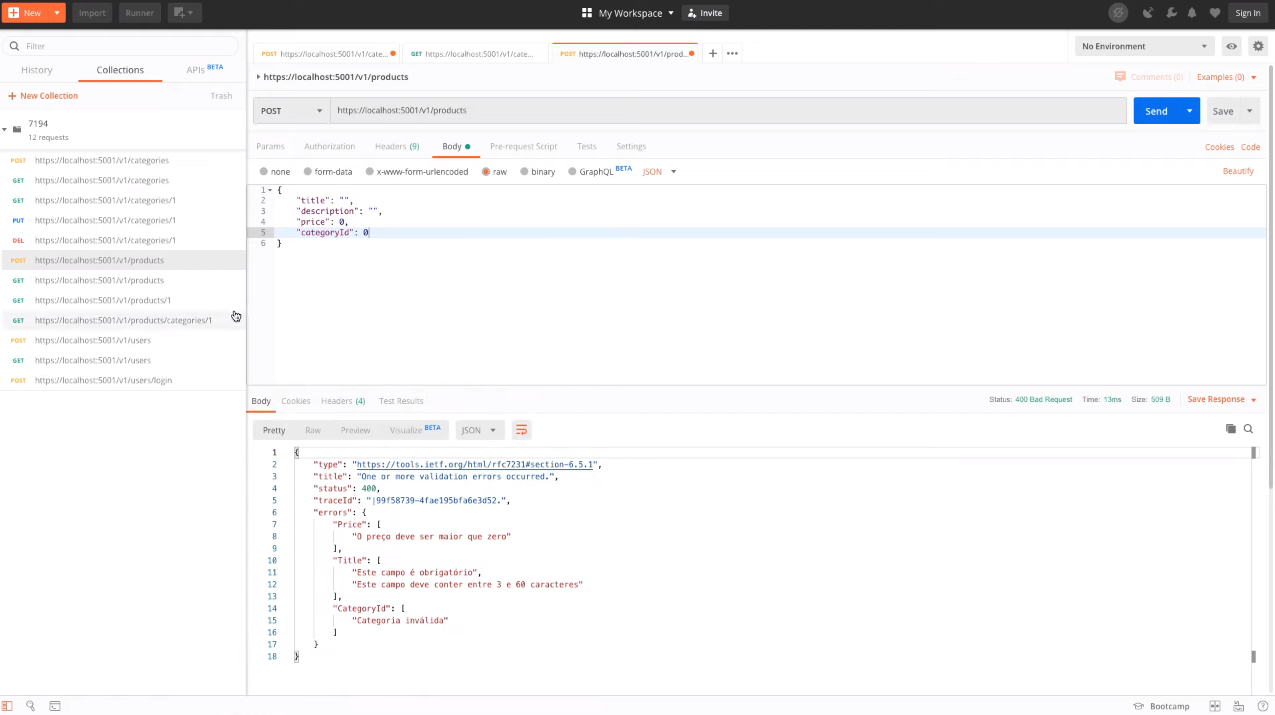 New Import Runner My Workspace Invite Sign In
Filter
History Collections APIs BETA
New Collection Trash
7194
12 requests
POST https://localhost:5001/v1/categories
GET https://localhost:5001/v1/categories
GET https://localhost:5001/v1/categories/1
PUT https://localhost:5001/v1/categories/1
DEL https://localhost:5001/v1/categories/1
POST https://localhost:5001/v1/products
GET https://localhost:5001/v1/products
GET https://localhost:5001/v1/products/1
GET https://localhost:5001/v1/products/categories/1
POST https://localhost:5001/v1/users
GET https://localhost:5001/v1/users
POST https://localhost:5001/v1/users/login
POST https://localhost:5001/v1/cate... GET https://localhost:5001/v1/cate... POST https://localhost:5001/v1/prod... No Environment
https://localhost:5001/v1/products Comments (0) Examples (0)
POST https://localhost:5001/v1/products Send Save
Params Authorization Headers (9) Body Pre-request Script Tests Settings Cookies Code
none form-data x-www-form-urlencoded raw binary GraphQL BETA JSON Beautify
1 {
2 "title": "",
3 "description": "",
4 "price": 0,
5 "categoryId": 0
6 }
Body Cookies Headers (4) Test Results Status: 400 Bad Request Time: 13ms Size: 509 B Save Response
Pretty Raw Preview Visualize BETA JSON
1 {
2 "type": "https://tools.ietf.org/html/rfc7231#section-6.5.1",
3 "title": "One or more validation errors occurred.",
4 "status": 400,
5 "traceId": "|99f58739-4fae195bfa6e3d52.",
6 "errors": {
7 "Price": [
8 "O preço deve ser maior que zero"
9 ],
10 "Title": [
11 "Este campo é obrigatório",
12 "Este campo deve conter entre 3 e 60 caracteres"
13 ],
14 "CategoryId": [
15 "Categoria inválida"
16 ]
17 }
18 }
Bootcamp